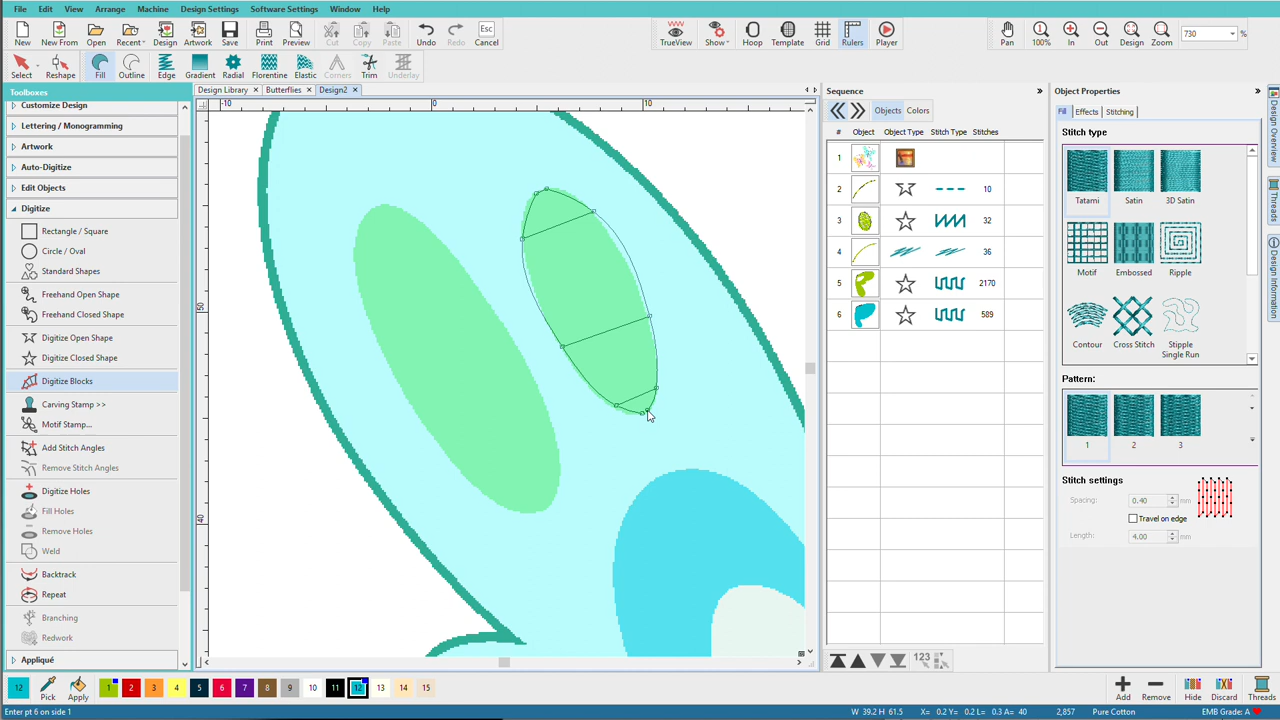 File Edit View Arrange Machine Design Settings Software Settings Window Help
New New From Open Recent Design Artwork Save Print Preview Cut Copy Paste Undo Redo Esc Cancel TrueView Show Hoop Template Grid Rulers Player Pan 100% In Out Design Zoom 730 %
Select Reshape Fill Outline Edge Gradient Radial Florentine Elastic Corners Trim Underlay
Toolboxes
Customize Design
Lettering / Monogramming
Artwork
Auto-Digitize
Edit Objects
Digitize
Rectangle / Square
Circle / Oval
Standard Shapes
Freehand Open Shape
Freehand Closed Shape
Digitize Open Shape
Digitize Closed Shape
Digitize Blocks
Carving Stamp >>
Motif Stamp...
Add Stitch Angles
Remove Stitch Angles
Digitize Holes
Fill Holes
Remove Holes
Weld
Backtrack
Repeat
Branching
Redwork
Appliqué
Design Library Butterflies Design2
-10 0 10
50
40
Sequence
Objects Colors
# Object Object Type Stitch Type Stitches
1
2 10
3 32
4 36
5 2170
6 589
123
Object Properties
Fill Effects Stitching
Stitch type
Tatami Satin 3D Satin
Motif Embossed Ripple
Contour Cross Stitch Stipple Single Run
Pattern:
1 2 3
Stitch settings
Spacing: 0.40 mm
Travel on edge
Length: 4.00 mm
Design Overview
Threads
Design Information
12 Pick Apply 1 2 3 4 5 6 7 8 9 10 11 12 13 14 15 Add Remove Hide Discard Threads
Enter pt 6 on side 1 W 39.2 H 61.5 X= 0.2 Y= 0.2 L= 0.3 A= 40 2,857 Pure Cotton EMB Grade: A